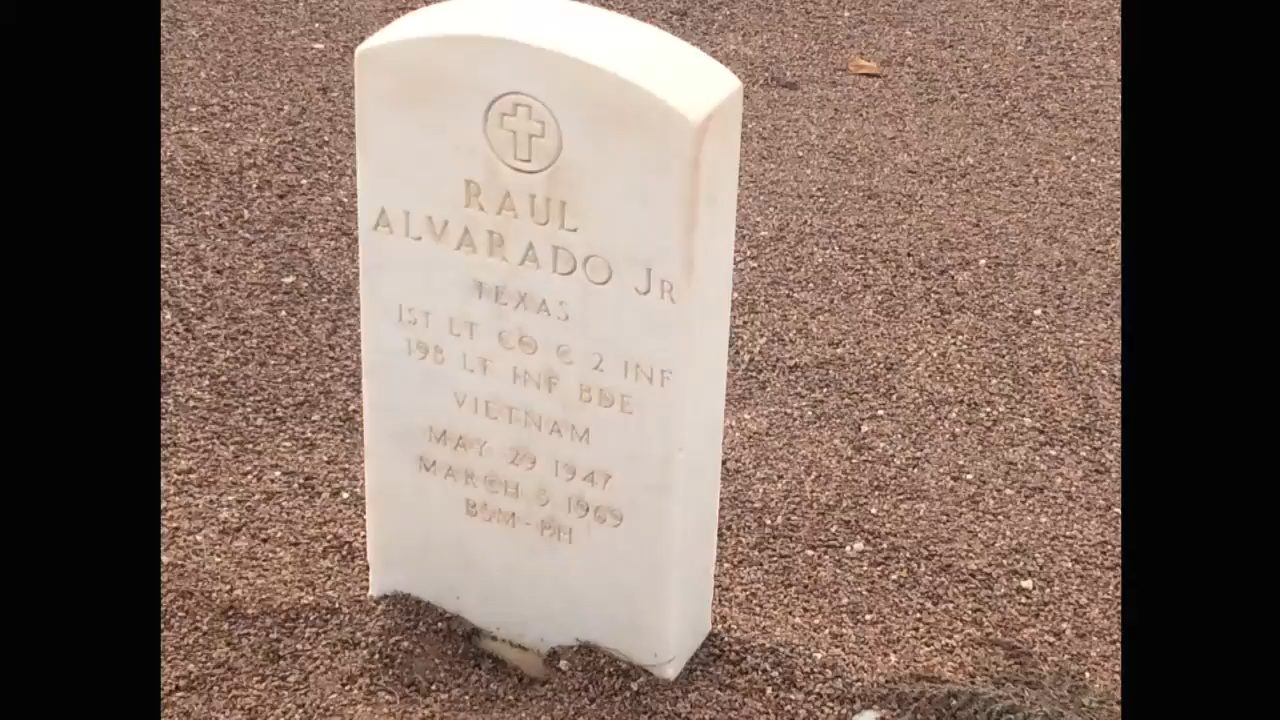 RAUL
ALVARADO JR
TEXAS
1ST LT CO C 2 INF
198 LT INF BDE
VIETNAM
MAY 29 1947
MARCH 1969
BSM-PH